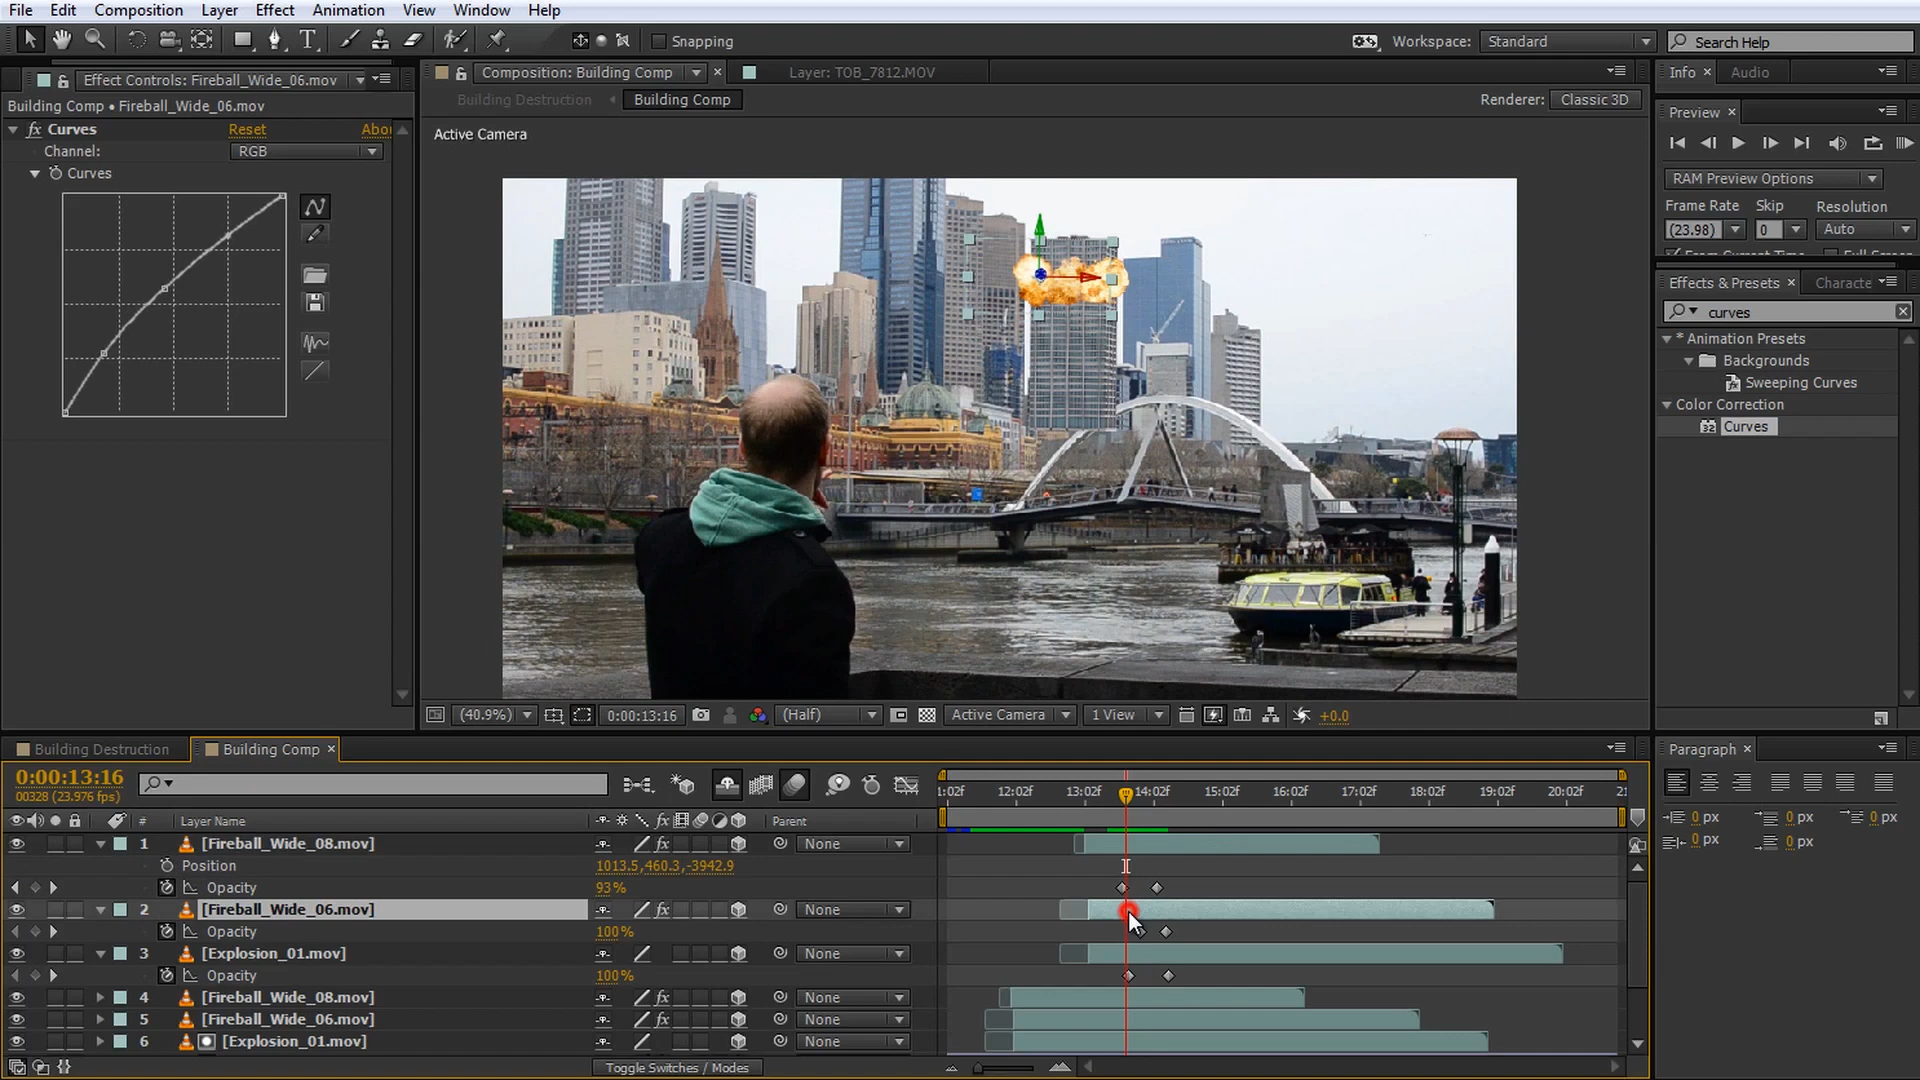 File Edit Composition Layer Effect Animation View Window Help
Snapping
Workspace: Standard
Search Help
Effect Controls: Fireball_Wide_06.mov
Building Comp • Fireball_Wide_06.mov
fx Curves Reset Abou
Channel: RGB
Curves
Composition: Building Comp
Layer: TOB_7812.MOV
Building Destruction
Building Comp
Renderer: Classic 3D
Active Camera
(40.9%)
0:00:13:16
(Half)
Active Camera
1 View
+0.0
Info Audio
Preview
RAM Preview Options
Frame Rate Skip Resolution
(23.98) 0 Auto
Effects & Presets Characte
curves
* Animation Presets
Backgrounds
Sweeping Curves
Color Correction
Curves
Building Destruction
Building Comp
0:00:13:16
00328 (23.976 fps)
1:02f 12:02f 13:02f 14:02f 15:02f 16:02f 17:02f 18:02f 19:02f 20:02f 21
# Layer Name Parent
1 [Fireball_Wide_08.mov] fx None
Position 1013.5,460.3,-3942.9
Opacity 93%
2 [Fireball_Wide_06.mov] fx None
Opacity 100%
3 [Explosion_01.mov] None
Opacity 100%
4 [Fireball_Wide_08.mov] fx None
5 [Fireball_Wide_06.mov] fx None
6 [Explosion_01.mov] None
Toggle Switches / Modes
Paragraph
0 px 0 px 0 px
0 px 0 px